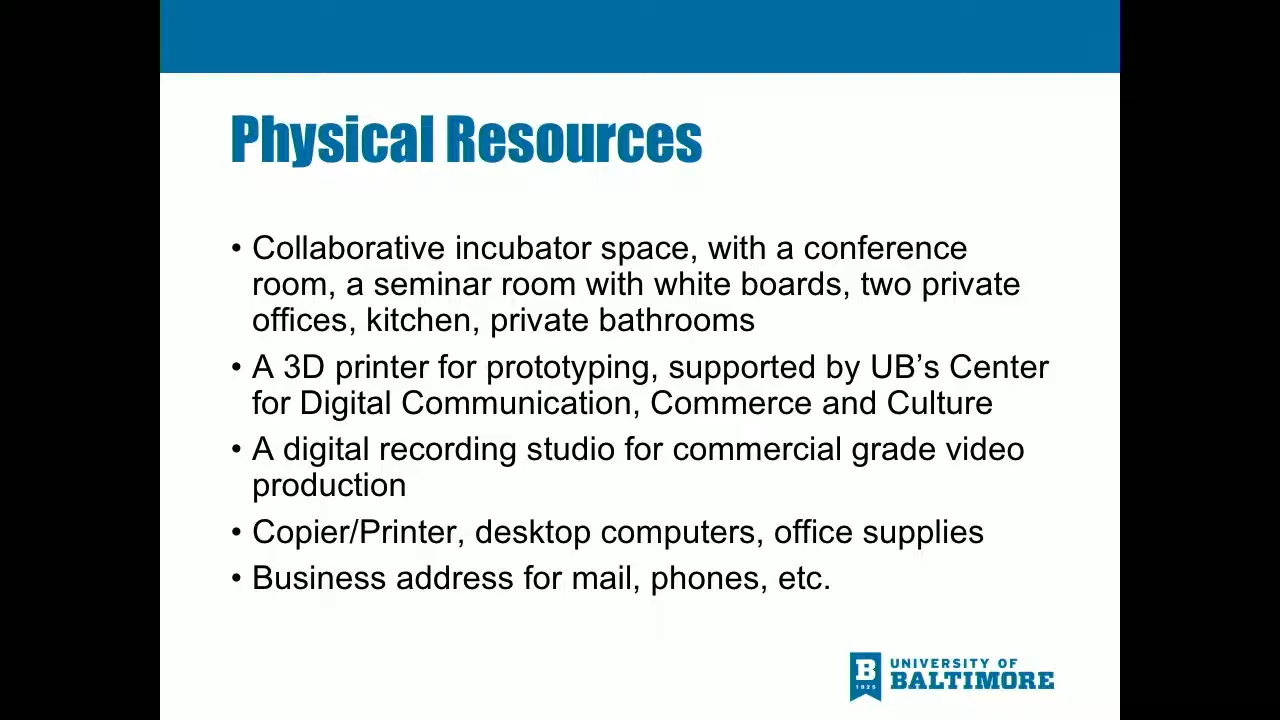 Physical Resources
• Collaborative incubator space, with a conference
room, a seminar room with white boards, two private
offices, kitchen, private bathrooms
• A 3D printer for prototyping, supported by UB’s Center
for Digital Communication, Commerce and Culture
• A digital recording studio for commercial grade video
production
• Copier/Printer, desktop computers, office supplies
• Business address for mail, phones, etc.
B
1925
UNIVERSITY OF
BALTIMORE